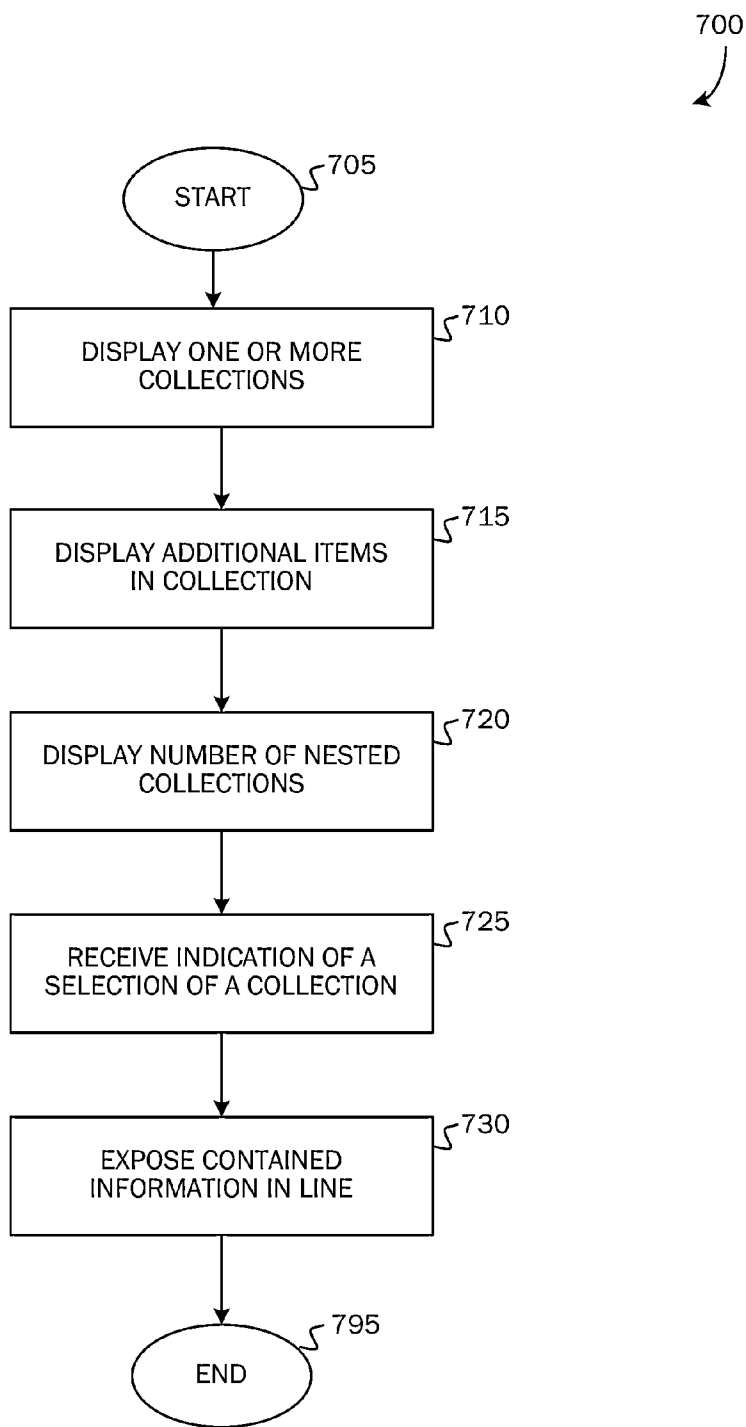 700
705
START
710
DISPLAY ONE OR MORE
COLLECTIONS
715
DISPLAY ADDITIONAL ITEMS
IN COLLECTION
720
DISPLAY NUMBER OF NESTED
COLLECTIONS
725
RECEIVE INDICATION OF A
SELECTION OF A COLLECTION
730
EXPOSE CONTAINED
INFORMATION IN LINE
795
END